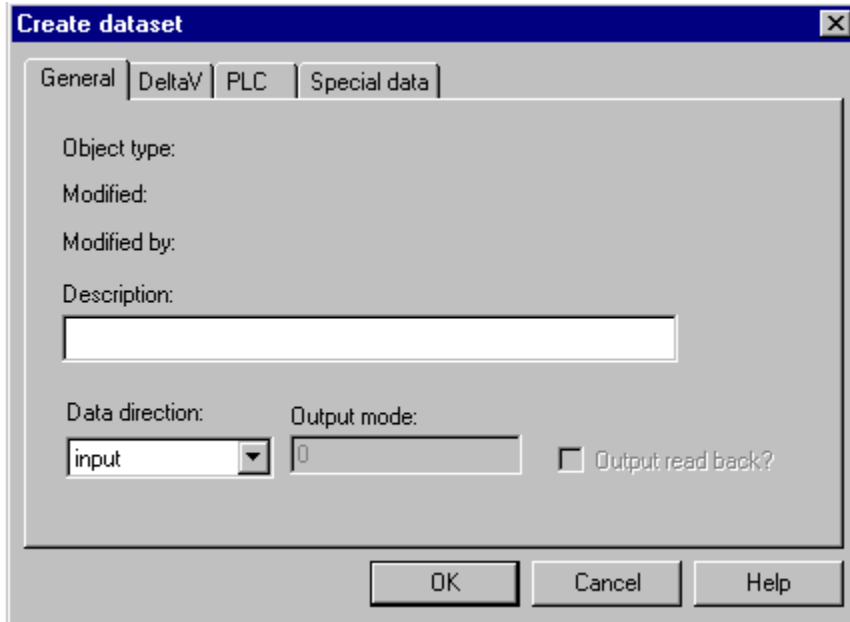 Create dataset
General DeltaV PLC Special data
Object type:
Modified:
Modified by:
Description:
Data direction: Output mode:
input 0 Output read back?
OK Cancel Help